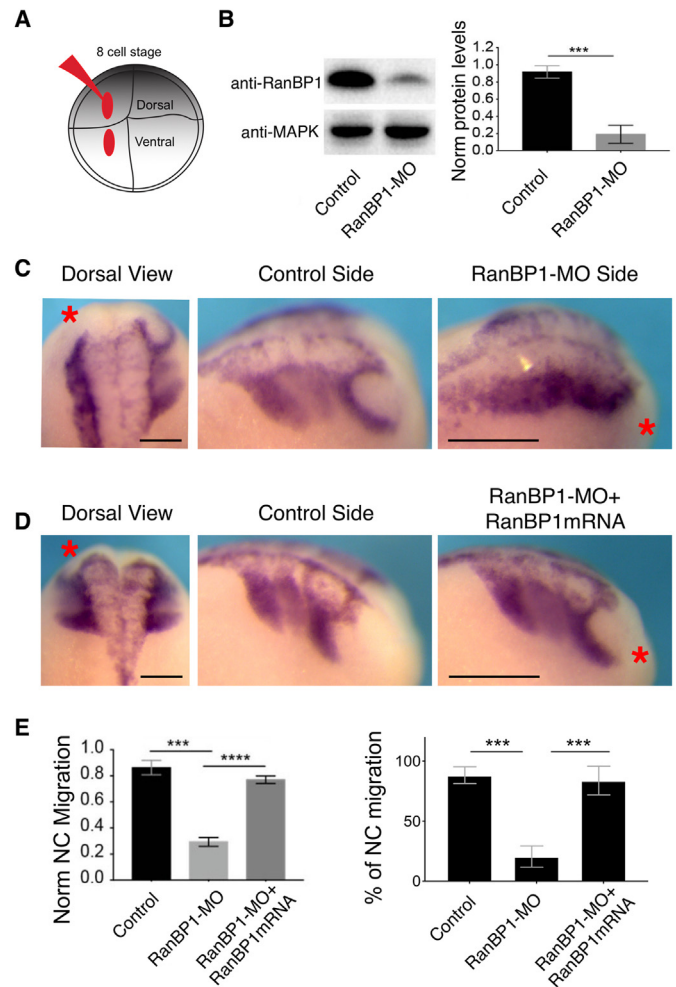 A
8 cell stage
Dorsal
Ventral
B
anti-RanBP1
anti-MAPK
Control
RanBP1-MO
Norm protein levels
1.2
1.0
0.8
0.6
0.4
0.2
0.0
***
Control
RanBP1-MO
C
Dorsal View
Control Side
RanBP1-MO Side
*
*
D
Dorsal View
Control Side
RanBP1-MO+
RanBP1mRNA
*
*
E
Norm NC Migration
1.0
0.8
0.6
0.4
0.2
0.0
***
****
Control
RanBP1-MO
RanBP1-MO+
RanBP1mRNA
% of NC migration
100
50
0
***
***
Control
RanBP1-MO
RanBP1-MO+
RanBP1mRNA